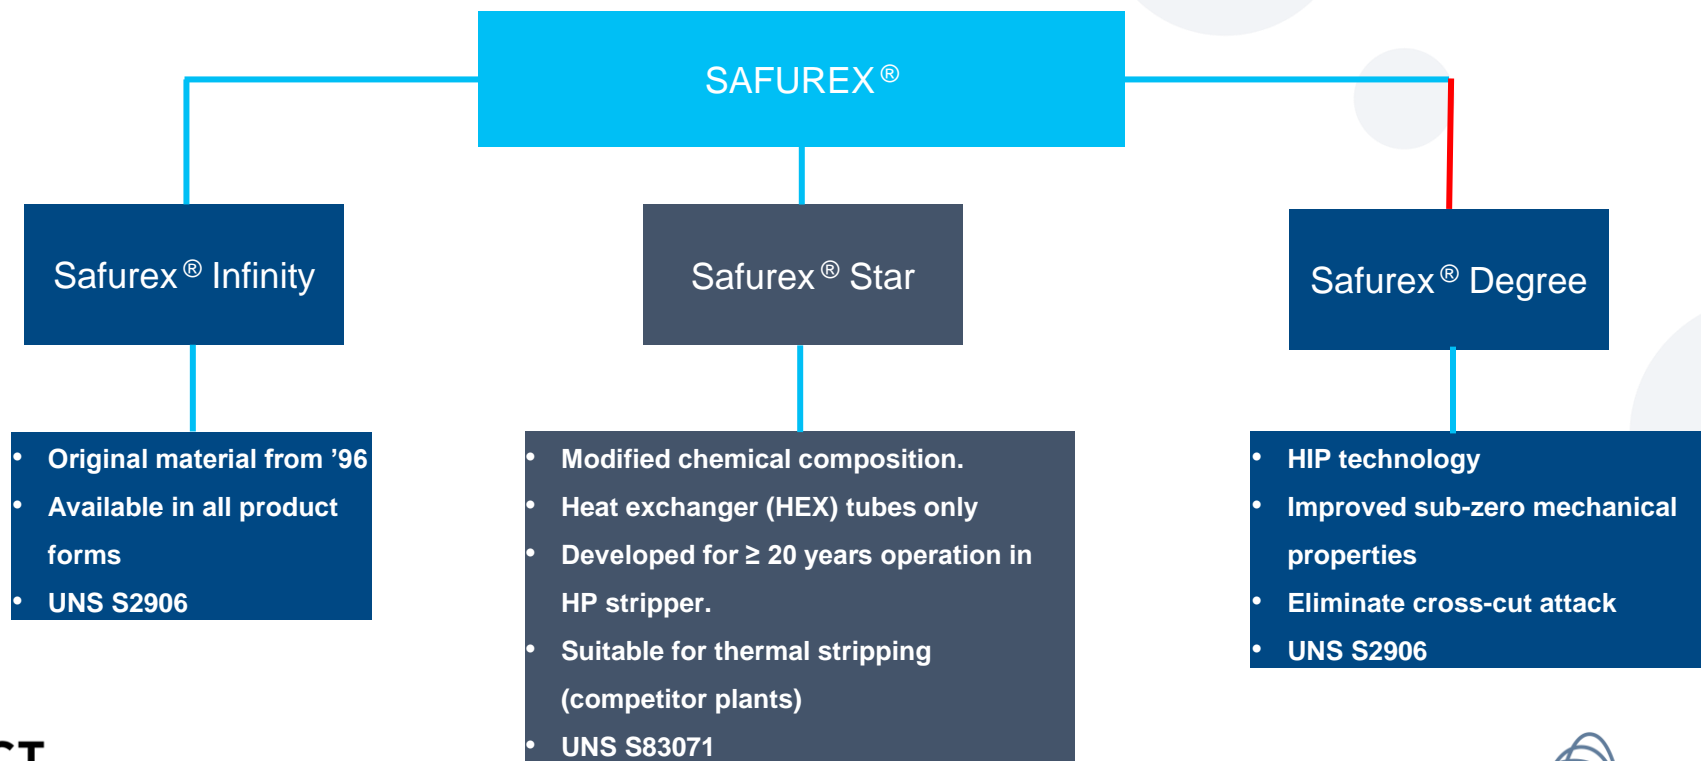 SAFUREX ®
Safurex ® Infinity
Safurex ® Star
Safurex ® Degree
• Original material from ’96
• Available in all product
forms
• UNS S2906
• Modified chemical composition.
• Heat exchanger (HEX) tubes only
• Developed for ≥ 20 years operation in
HP stripper.
• Suitable for thermal stripping
(competitor plants)
• UNS S83071
• HIP technology
• Improved sub-zero mechanical
properties
• Eliminate cross-cut attack
• UNS S2906